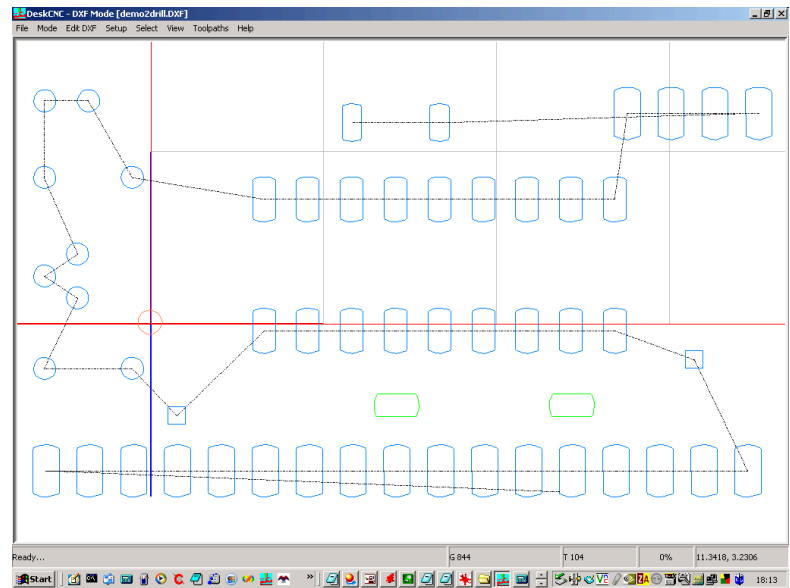 DeskCNC - DXF Mode [demo2drill.DXF]
File Mode Edit DXF Setup Select View Toolpaths Help
Ready... G 844 T 104 0% 11.3418, 3.2306
Start » 18:13